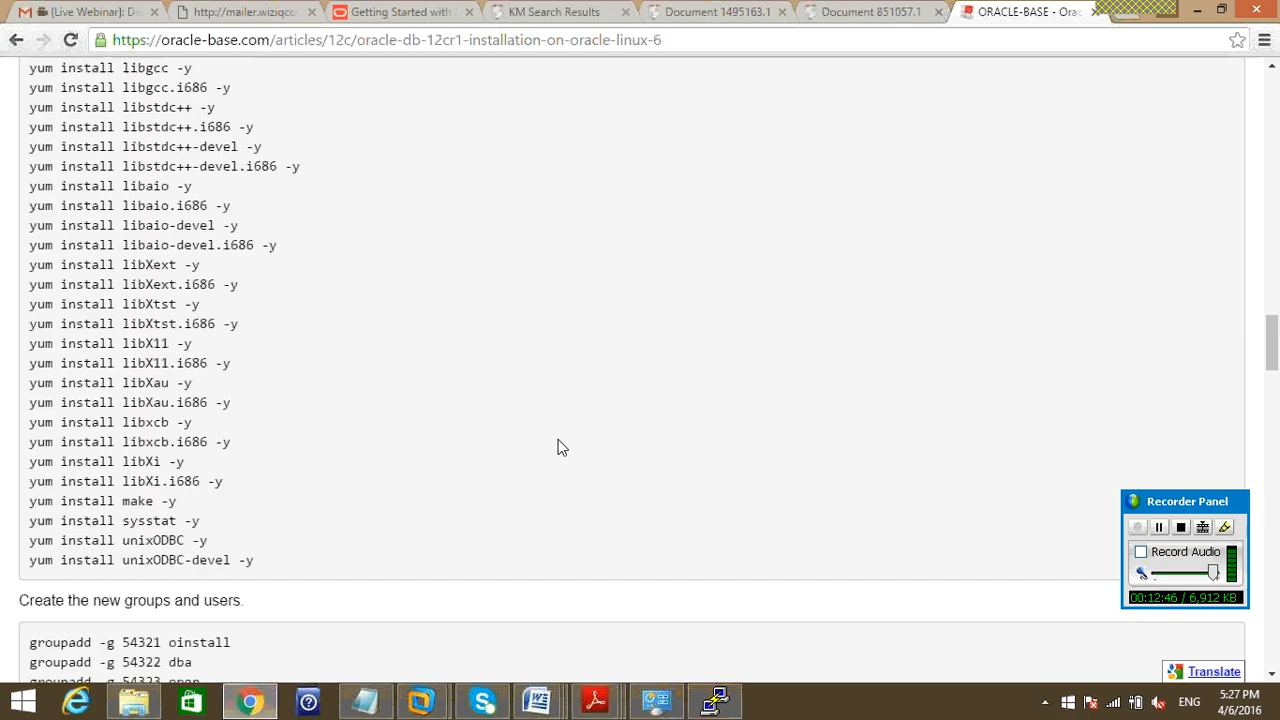 [Live Webinar]: D
http://mailer.wiziqco
Getting Started with
KM Search Results
Document 1495163.1
Document 851057.1
ORACLE-BASE - Orac
https://oracle-base.com/articles/12c/oracle-db-12cr1-installation-on-oracle-linux-6
yum install libgcc -y
yum install libgcc.i686 -y
yum install libstdc++ -y
yum install libstdc++.i686 -y
yum install libstdc++-devel -y
yum install libstdc++-devel.i686 -y
yum install libaio -y
yum install libaio.i686 -y
yum install libaio-devel -y
yum install libaio-devel.i686 -y
yum install libXext -y
yum install libXext.i686 -y
yum install libXtst -y
yum install libXtst.i686 -y
yum install libX11 -y
yum install libX11.i686 -y
yum install libXau -y
yum install libXau.i686 -y
yum install libxcb -y
yum install libxcb.i686 -y
yum install libXi -y
yum install libXi.i686 -y
yum install make -y
yum install sysstat -y
yum install unixODBC -y
yum install unixODBC-devel -y
Create the new groups and users.
groupadd -g 54321 oinstall
groupadd -g 54322 dba
groupadd -g 54323 oper
Recorder Panel
Record Audio
00:12:46 / 6,912 KB
Translate
ENG
5:27 PM
4/6/2016